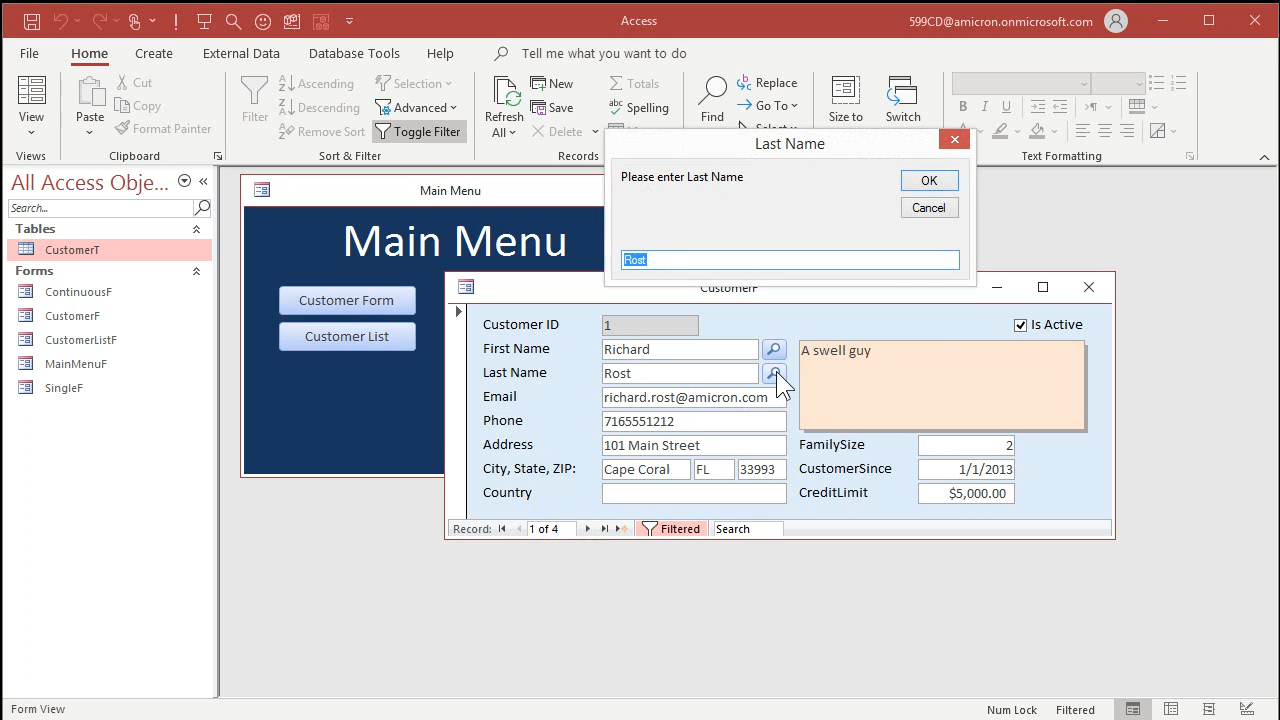 Access
599CD@amicron.onmicrosoft.com
File
Home
Create
External Data
Database Tools
Help
Tell me what you want to do
View
Views
Paste
Cut
Copy
Format Painter
Clipboard
Filter
Ascending
Descending
Remove Sort
Selection
Advanced
Toggle Filter
Sort & Filter
Refresh
All
New
Save
Delete
Totals
Spelling
Records
Find
Replace
Go To
Size to
Switch
B I U
Text Formatting
All Access Obje...
Search...
Tables
CustomerT
Forms
ContinuousF
CustomerF
CustomerListF
MainMenuF
SingleF
Main Menu
Main Menu
Customer Form
Customer List
Last Name
Please enter Last Name
OK
Cancel
Rost
CustomerF
Customer ID 1
Is Active
First Name Richard
A swell guy
Last Name Rost
Email richard.rost@amicron.com
Phone 7165551212
Address 101 Main Street
FamilySize 2
City, State, ZIP: Cape Coral FL 33993
CustomerSince 1/1/2013
Country
CreditLimit $5,000.00
Record: 1 of 4 Filtered Search
Form View
Num Lock
Filtered